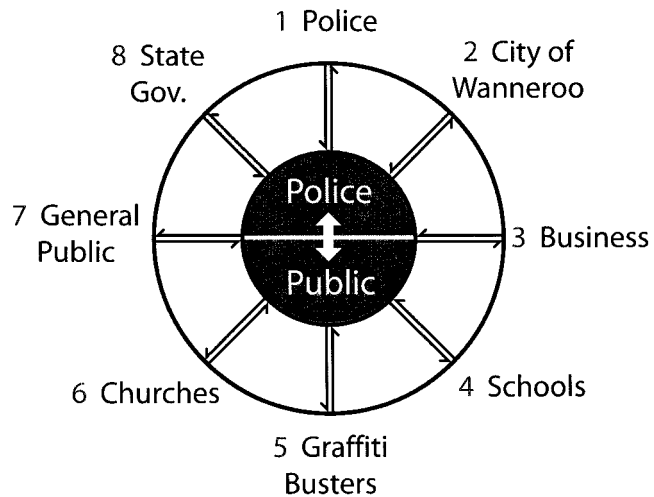 1 Police
2 City of
Wanneroo
3 Business
4 Schools
5 Graffiti
Busters
6 Churches
7 General
Public
8 State
Gov.
Police
Public